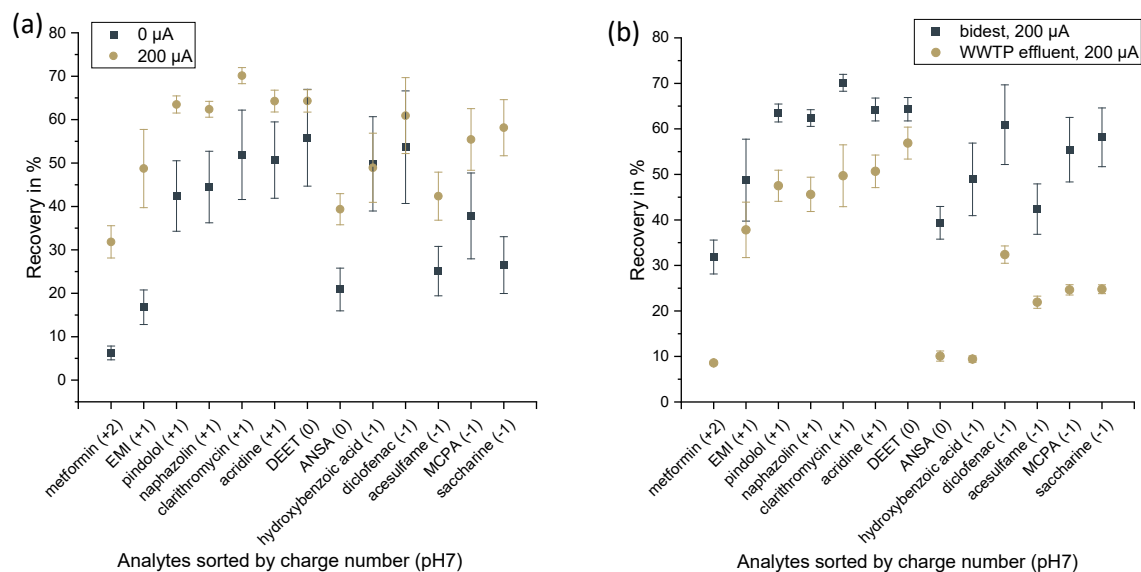 (a)
0 µA
200 µA
Recovery in %
80
70
60
50
40
30
20
10
0
metformin (+2)
EMI (+1)
pindolol (+1)
naphazolin (+1)
clarithromycin (+1)
acridine (+1)
DEET (0)
ANSA (0)
hydroxybenzoic acid (-1)
diclofenac (-1)
acesulfame (-1)
MCPA (-1)
saccharine (-1)
Analytes sorted by charge number (pH7)
(b)
bidest, 200 µA
WWTP effluent, 200 µA
Recovery in %
80
70
60
50
40
30
20
10
0
metformin (+2)
EMI (+1)
pindolol (+1)
naphazolin (+1)
clarithromycin (+1)
acridine (+1)
DEET (0)
ANSA (0)
hydroxybenzoic acid (-1)
diclofenac (-1)
acesulfame (-1)
MCPA (-1)
saccharine (-1)
Analytes sorted by charge number (pH7)